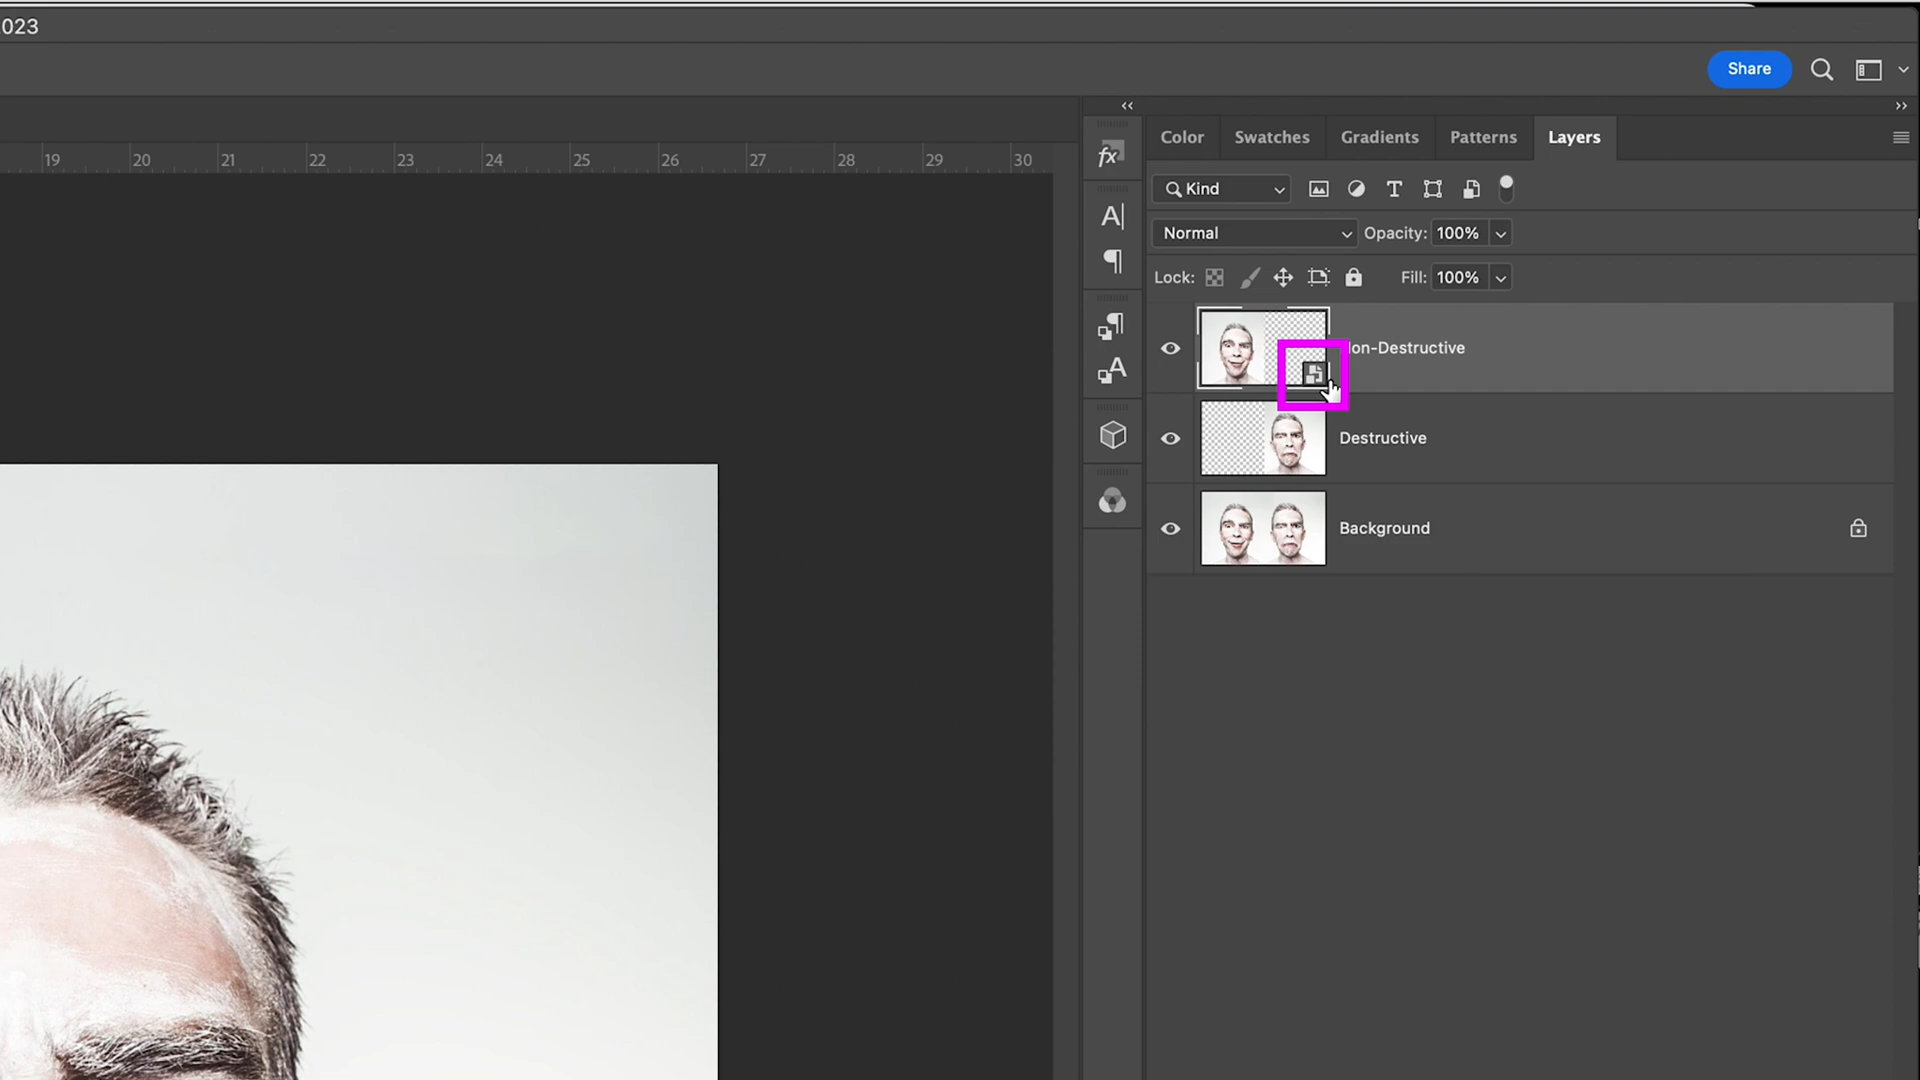 023
Share
19 20 21 22 23 24 25 26 27 28 29 30
Color Swatches Gradients Patterns Layers
Kind
Normal Opacity: 100%
Lock: Fill: 100%
on-Destructive
Destructive
Background